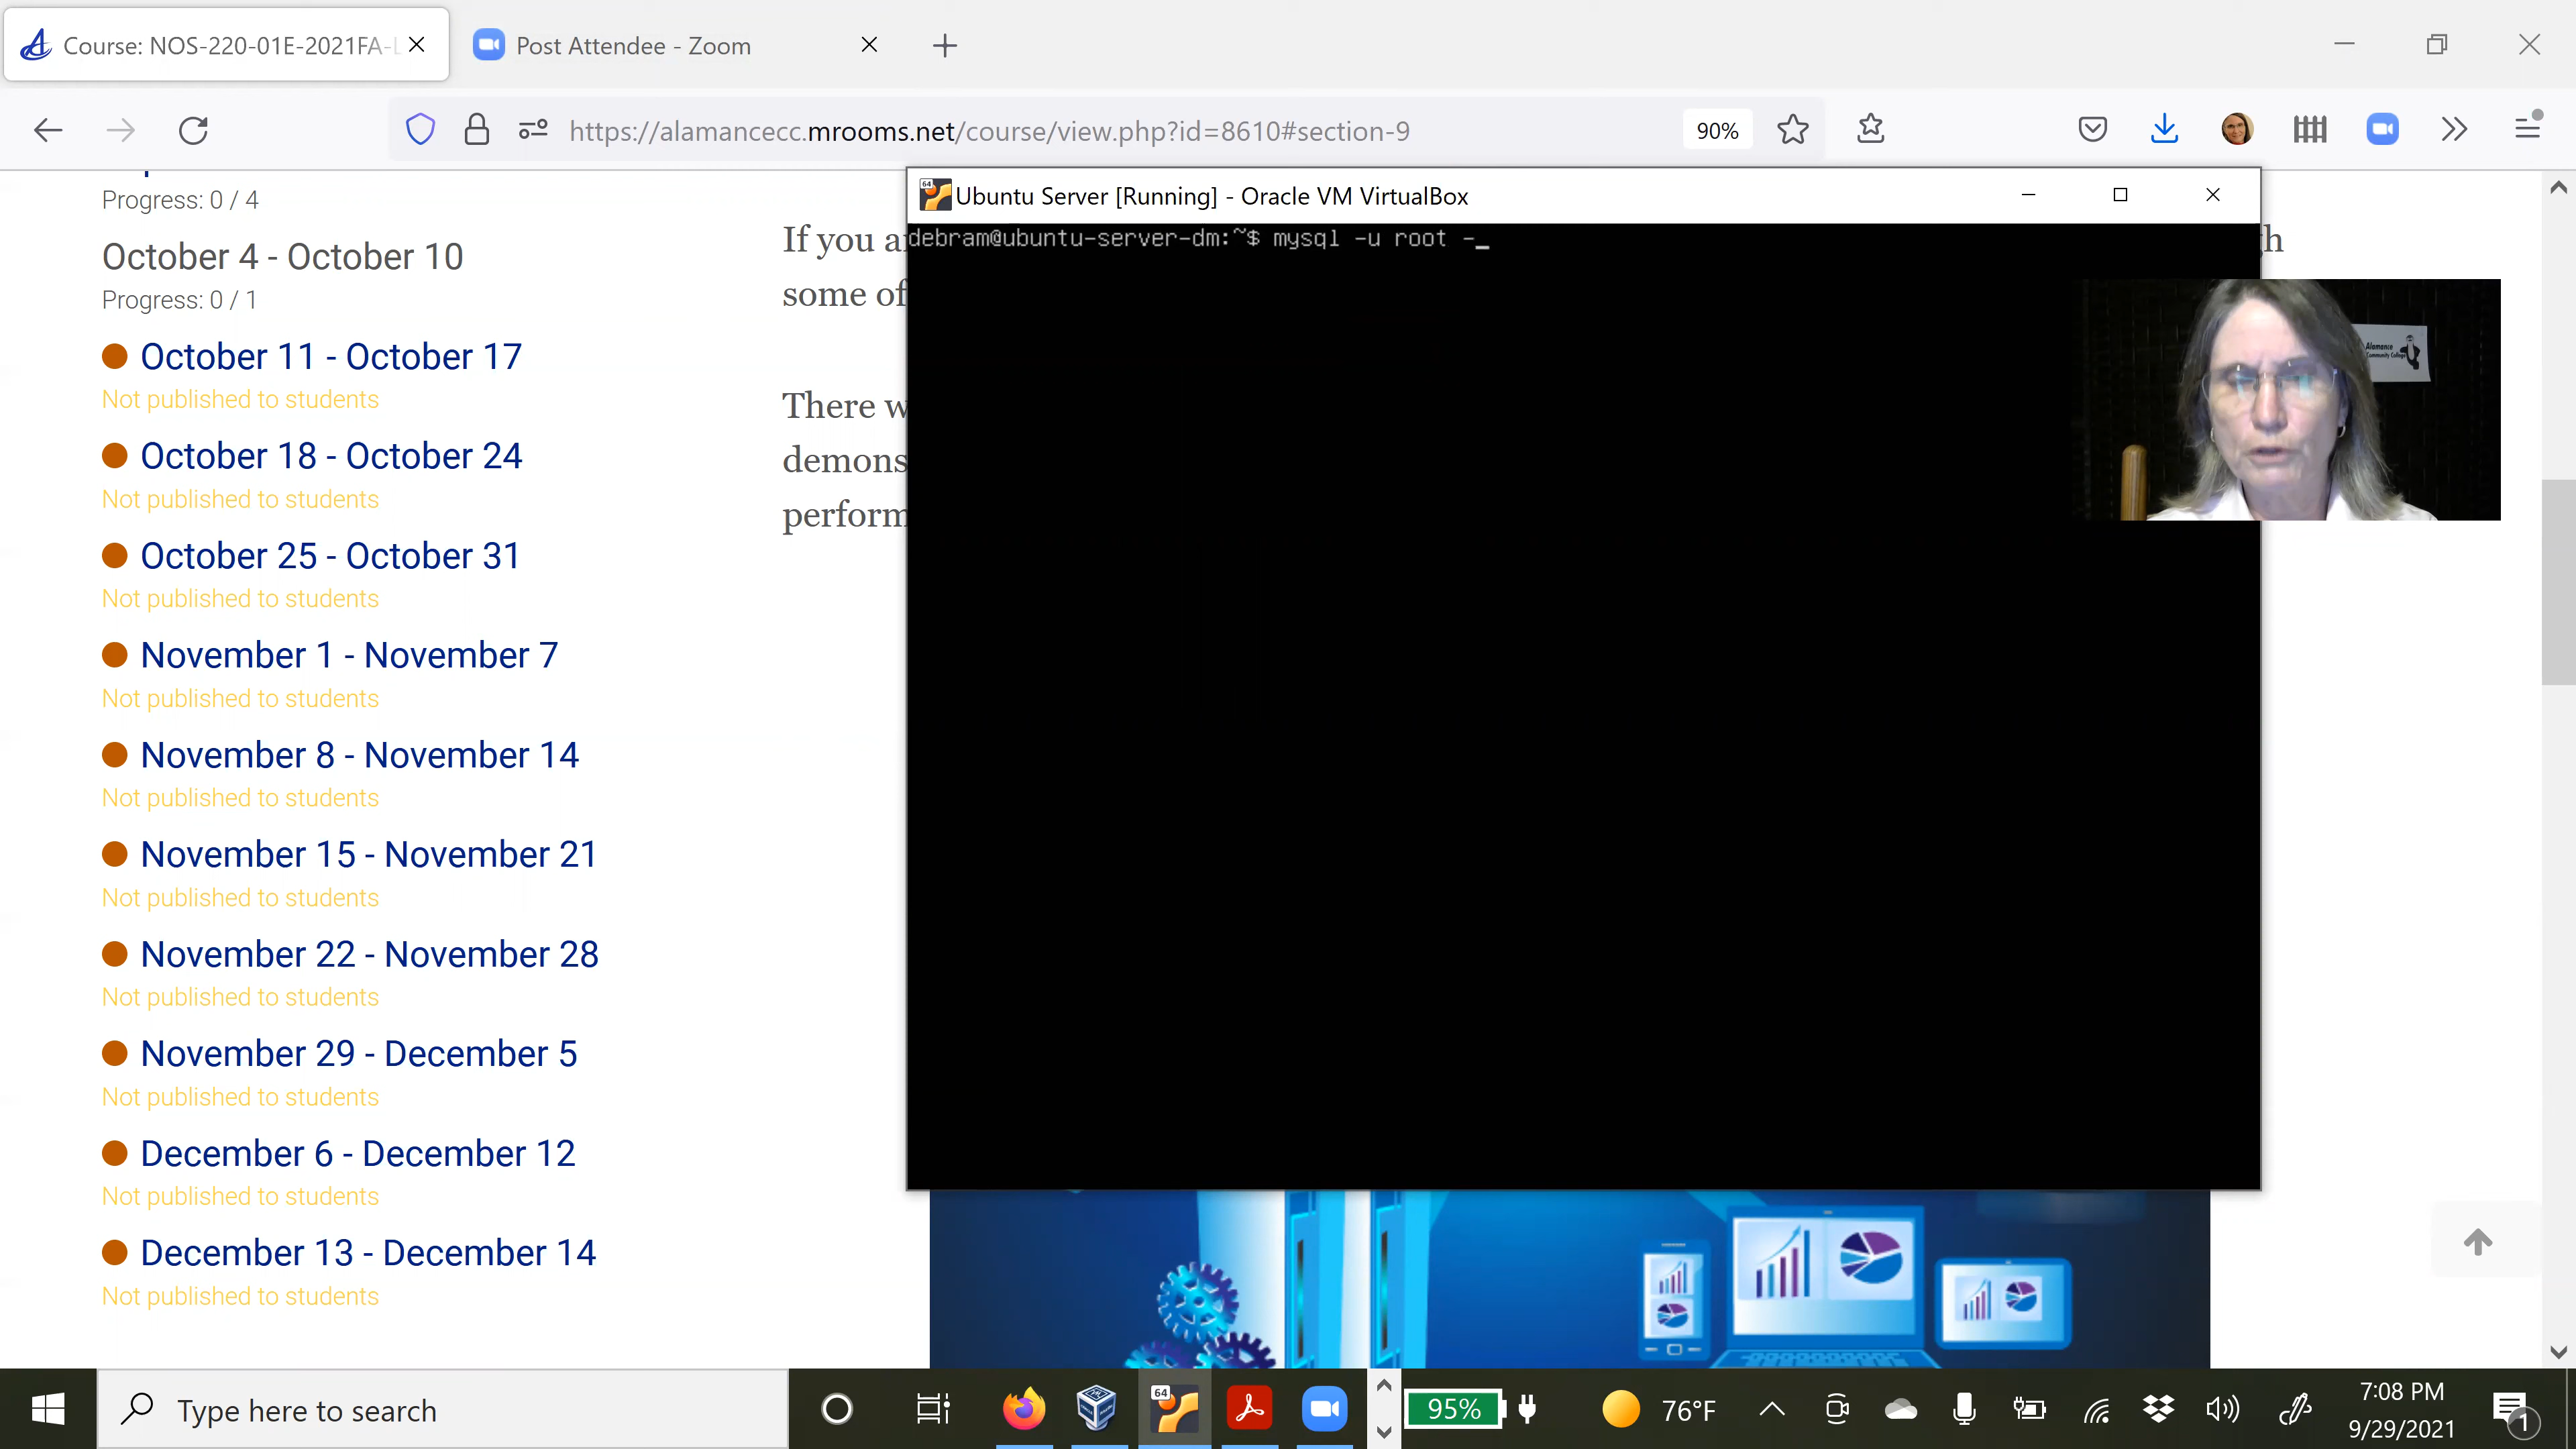 Course: NOS-220-01E-2021FA-L
Post Attendee - Zoom
https://alamancecc.mrooms.net/course/view.php?id=8610#section-9
90%
Progress: 0 / 4
October 4 - October 10
Progress: 0 / 1
October 11 - October 17
Not published to students
October 18 - October 24
Not published to students
October 25 - October 31
Not published to students
November 1 - November 7
Not published to students
November 8 - November 14
Not published to students
November 15 - November 21
Not published to students
November 22 - November 28
Not published to students
November 29 - December 5
Not published to students
December 6 - December 12
Not published to students
December 13 - December 14
Not published to students
If you a
some of
There w
demons
perform
h
64
Ubuntu Server [Running] - Oracle VM VirtualBox
debram@ubuntu-server-dm:~$ mysql -u root -_
Alamance
Community College
Type here to search
64
95%
76°F
7:08 PM
9/29/2021
1